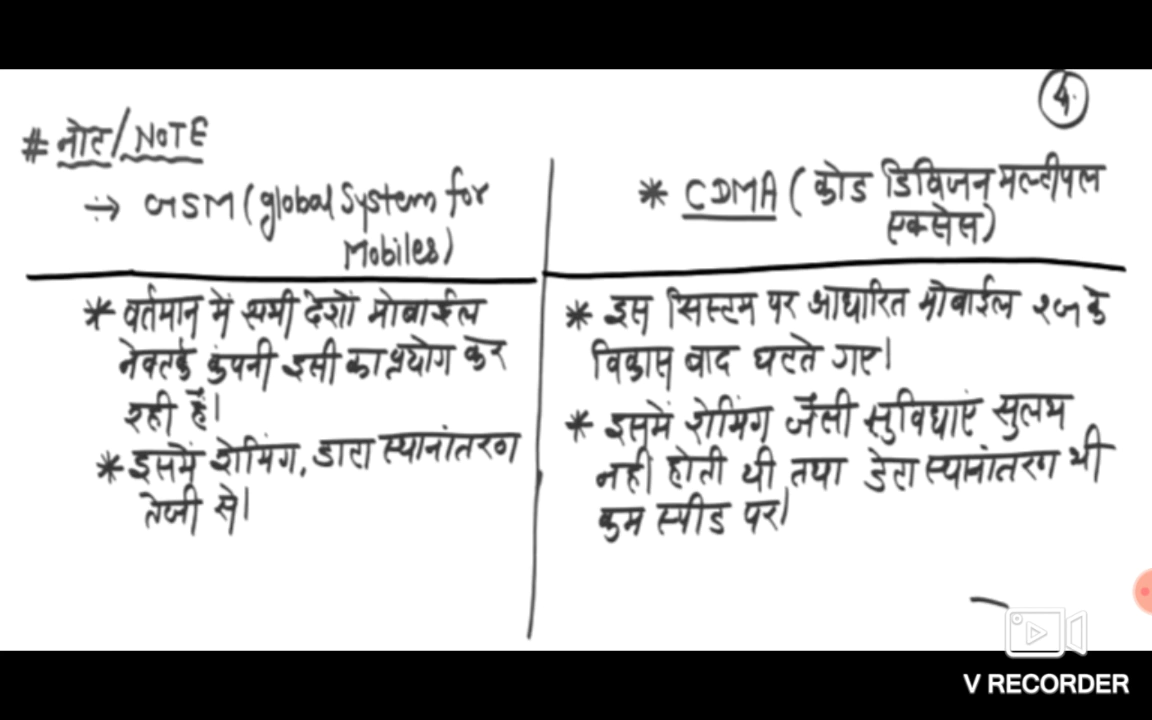 4
# नोट/NOTE
→ GSM (global System for
Mobiles)
* वर्तमान में सभी देशों मोबाईल
नेवतर्क कंपनी इसी का प्रयोग कर
रही है।
* इसमें रोमिंग, डाटा स्थानांतरण
तेजी से।
* CDMA (कोड डिविजन मल्टीपल
एक्सेस)
* इस सिस्टम पर आधारित मोबाईल २जी के
विकास बाद घटते गए।
* इसमें रोमिंग जैसी सुविधाएं सुलभ
नही होती थी तथा डेटा स्थानांतरण भी
कम स्पीड पर।
V RECORDER